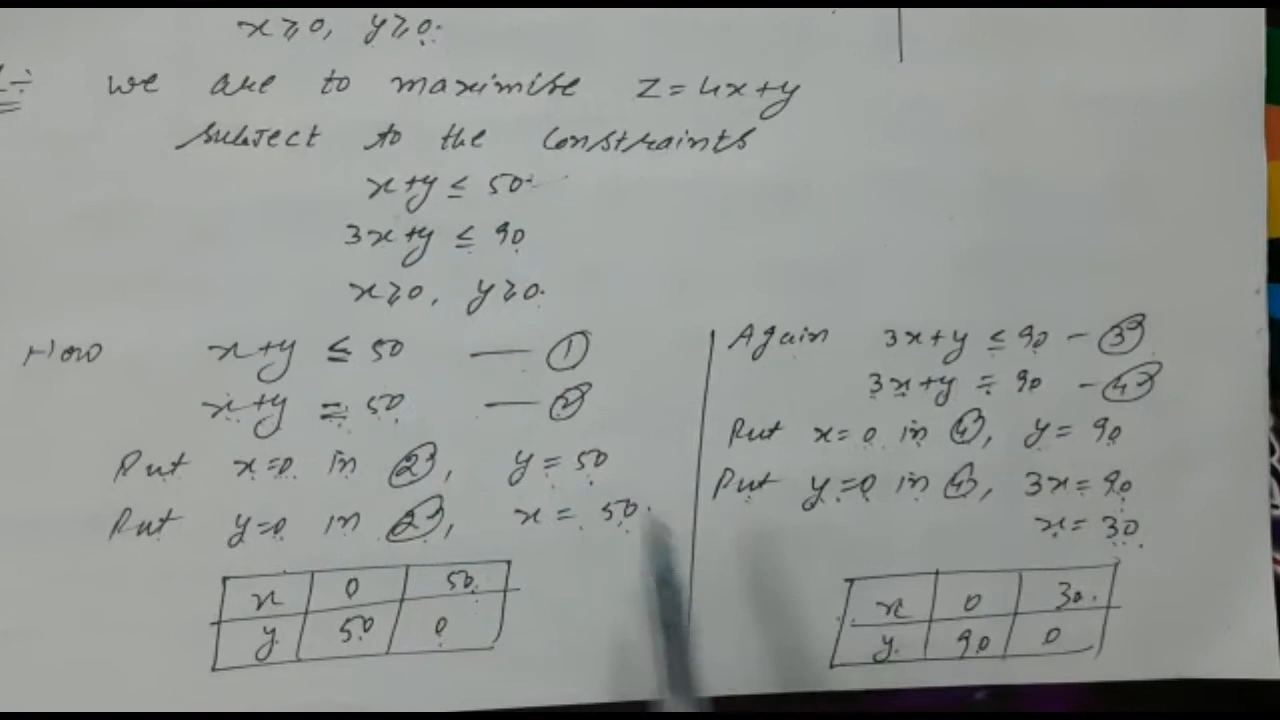 x≥0, y≥0.
We are to maximise Z=4x+y
subject to the constraints
x+y ≤ 50
3x+y ≤ 90
x≥0, y≥0.
Now x+y ≤ 50 — ①
x+y = 50 — ②
Put x=0 in ②, y=50
Put y=0 in ②, x=50.
x 0 50
y 50 0
Again 3x+y ≤ 90 - ③
3x+y = 90 - ④
Put x=0 in ④, y=90
Put y=0 in ④, 3x=90
x=30
x 0 30
y 90 0